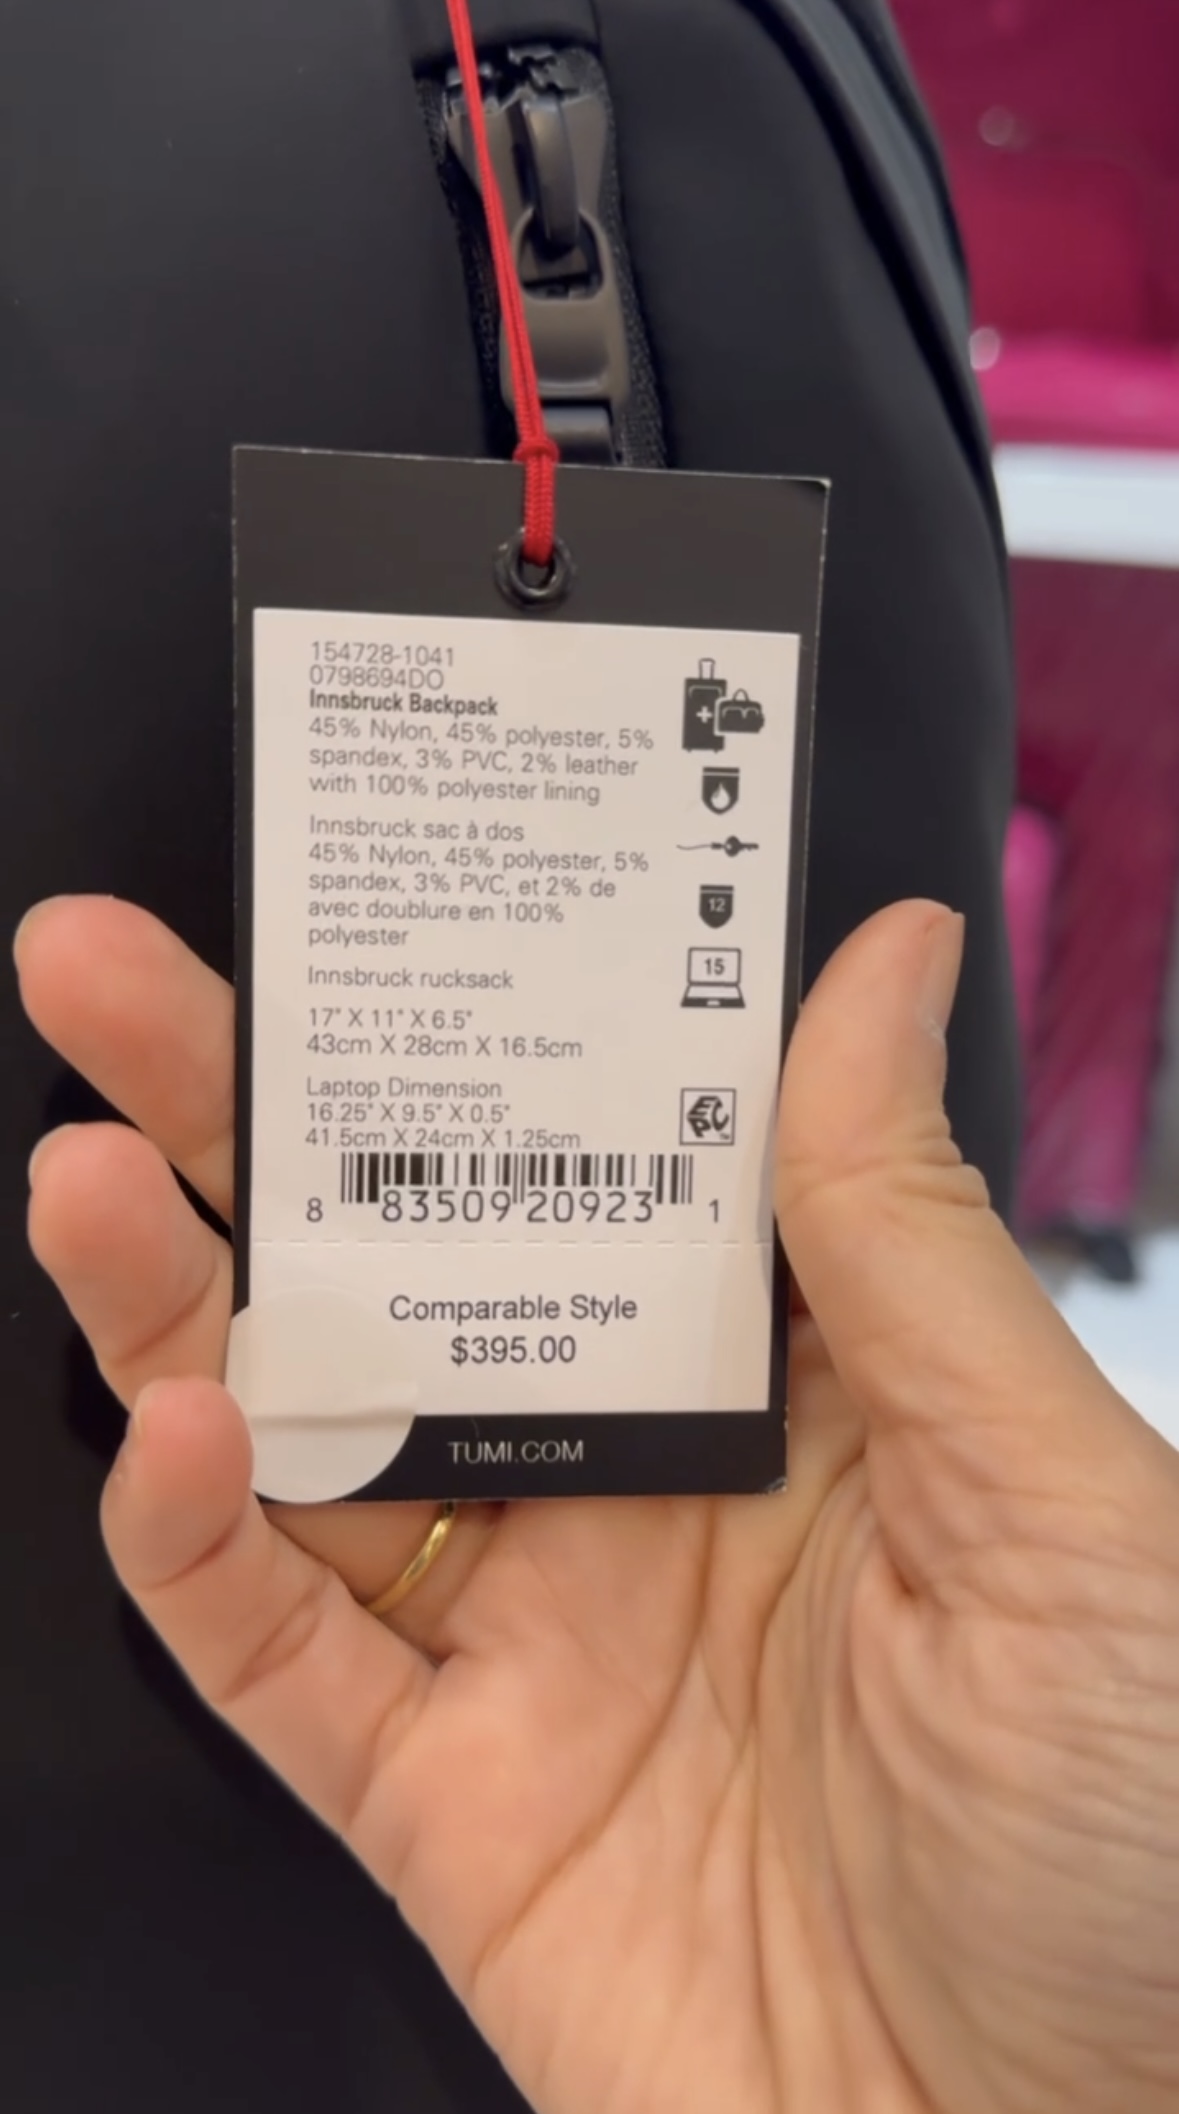 154728-1041
0798694DO
Innsbruck Backpack
45% Nylon, 45% polyester, 5%
spandex, 3% PVC, 2% leather
with 100% polyester lining
Innsbruck sac à dos
45% Nylon, 45% polyester, 5%
spandex, 3% PVC, et 2% de
avec doublure en 100%
polyester
Innsbruck rucksack
17" X 11" X 6.5"
43cm X 28cm X 16.5cm
Laptop Dimension
16.25" X 9.5" X 0.5"
41.5cm X 24cm X 1.25cm
8 83509 20923 1
12
15
EPC™
Comparable Style
$395.00
TUMI.COM